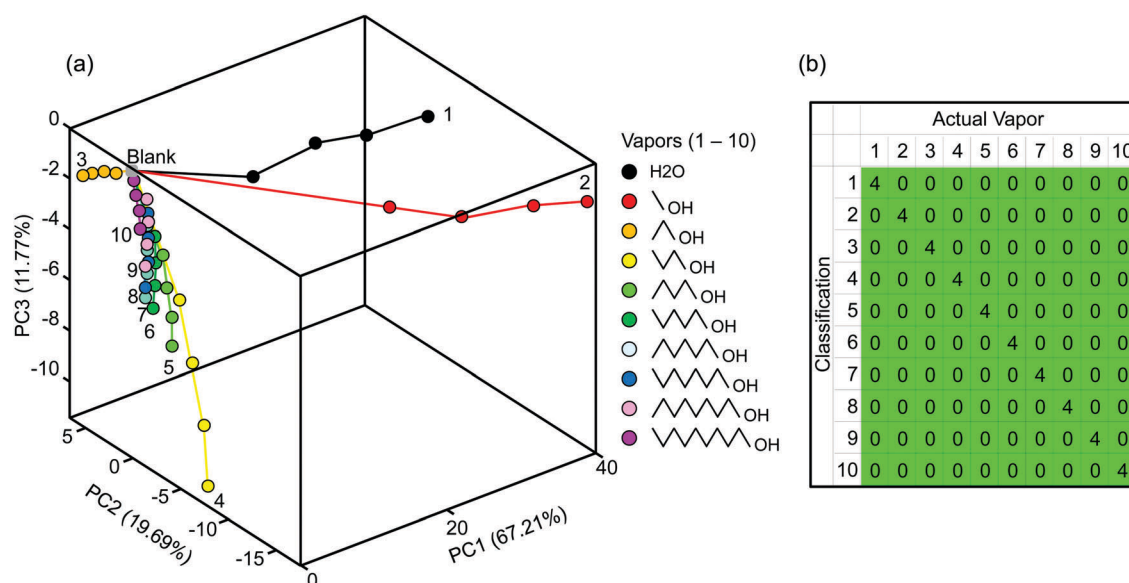 (a)
0
-2
-4
-6
-8
-10
PC3 (11.77%)
5
0
-5
-10
-15
PC2 (19.69%)
0
20
40
PC1 (67.21%)
Blank
1
2
3
4
5
6
7
8
9
10
Vapors (1 – 10)
H2O
OH
OH
OH
OH
OH
OH
OH
OH
OH
(b)
Actual Vapor
1 2 3 4 5 6 7 8 9 10
Classification
1 4 0 0 0 0 0 0 0 0 0
2 0 4 0 0 0 0 0 0 0 0
3 0 0 4 0 0 0 0 0 0 0
4 0 0 0 4 0 0 0 0 0 0
5 0 0 0 0 4 0 0 0 0 0
6 0 0 0 0 0 4 0 0 0 0
7 0 0 0 0 0 0 4 0 0 0
8 0 0 0 0 0 0 0 4 0 0
9 0 0 0 0 0 0 0 0 4 0
10 0 0 0 0 0 0 0 0 0 4